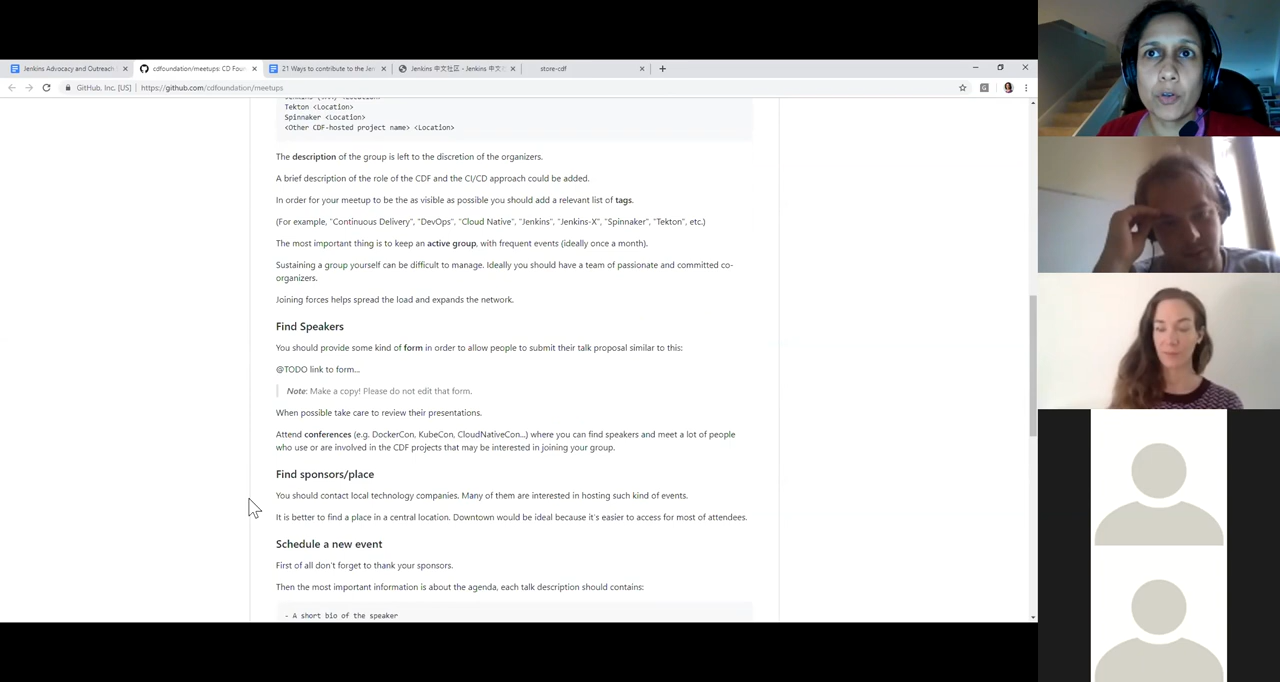 Jenkins Advocacy and Outreach
cdfoundation/meetups: CD Foun
21 Ways to contribute to the Jen
Jenkins 中文社区 - Jenkins 中文社
store-cdf
GitHub, Inc. [US]
https://github.com/cdfoundation/meetups
Tekton <Location>
Spinnaker <Location>
<Other CDF-hosted project name> <Location>
The description of the group is left to the discretion of the organizers.
A brief description of the role of the CDF and the CI/CD approach could be added.
In order for your meetup to be the as visible as possible you should add a relevant list of tags.
(For example, "Continuous Delivery", "DevOps", "Cloud Native", "Jenkins", "Jenkins-X", "Spinnaker", "Tekton", etc.)
The most important thing is to keep an active group, with frequent events (ideally once a month).
Sustaining a group yourself can be difficult to manage. Ideally you should have a team of passionate and committed co-
organizers.
Joining forces helps spread the load and expands the network.
Find Speakers
You should provide some kind of form in order to allow people to submit their talk proposal similar to this:
@TODO link to form...
Note: Make a copy! Please do not edit that form.
When possible take care to review their presentations.
Attend conferences (e.g. DockerCon, KubeCon, CloudNativeCon...) where you can find speakers and meet a lot of people
who use or are involved in the CDF projects that may be interested in joining your group.
Find sponsors/place
You should contact local technology companies. Many of them are interested in hosting such kind of events.
It is better to find a place in a central location. Downtown would be ideal because it's easier to access for most of attendees.
Schedule a new event
First of all don't forget to thank your sponsors.
Then the most important information is about the agenda, each talk description should contains:
- A short bio of the speaker